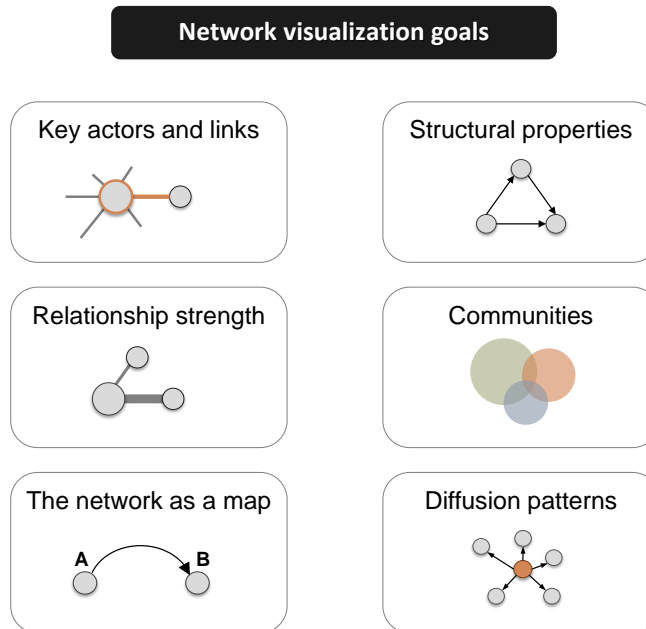 Network visualization goals
Key actors and links
Structural properties
Relationship strength
Communities
The network as a map
A
B
Diffusion patterns